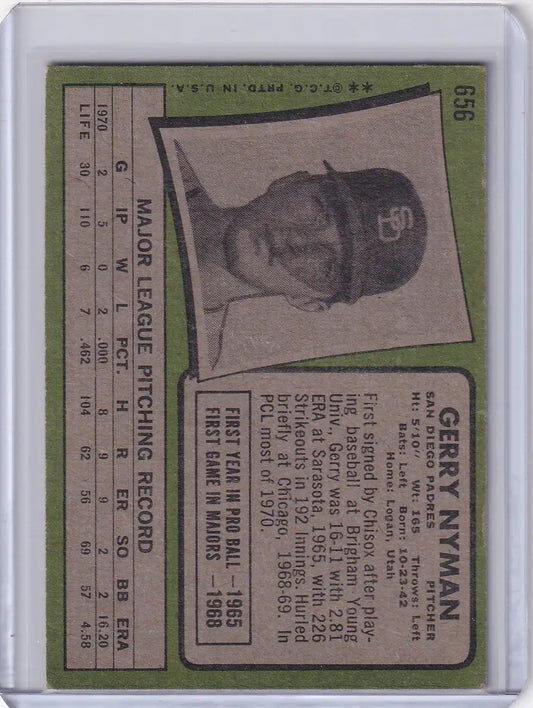 656
**©T.C.G. PRTD. IN U.S.A.
SD
GERRY NYMAN
SAN DIEGO PADRES PITCHER
Ht: 5/10" Wt: 165 Throws: Left
Bats: Left Born: 10-23-42
Home: Logan, Utah
First signed by Chisox after play-
ing baseball at Brigham Young
Univ., Gerry was 16-11 with 2.81
ERA at Sarasota, 1965, with 226
Strikeouts in 192 Innings. Hurled
briefly at Chicago, 1968-69. In
PCL most of 1970.
FIRST YEAR IN PRO BALL —1965
FIRST GAME IN MAJORS —1968
MAJOR LEAGUE PITCHING RECORD
G IP W L PCT. H R ER SO BB ERA
1970 2 5 0 2 .000 8 9 9 2 2 16.20
LIFE 30 110 6 7 .462 104 62 56 69 57 4.58